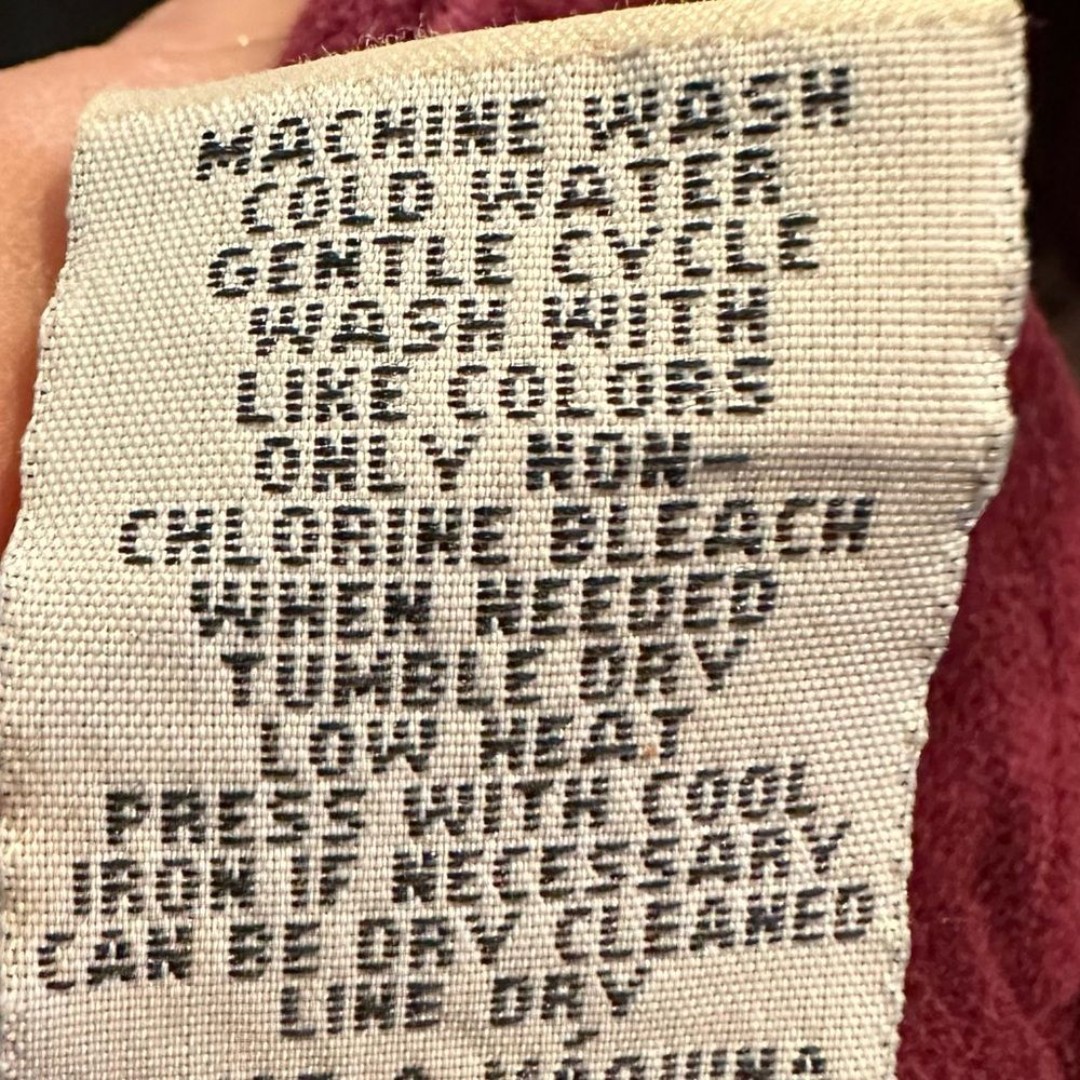 MACHINE WASH
COLD WATER
GENTLE CYCLE
WASH WITH
LIKE COLORS
ONLY NON-
CHLORINE BLEACH
WHEN NEEDED
TUMBLE DRY
LOW HEAT
PRESS WITH COOL
IRON IF NECESSARY
CAN BE DRY CLEANED
LINE DRY